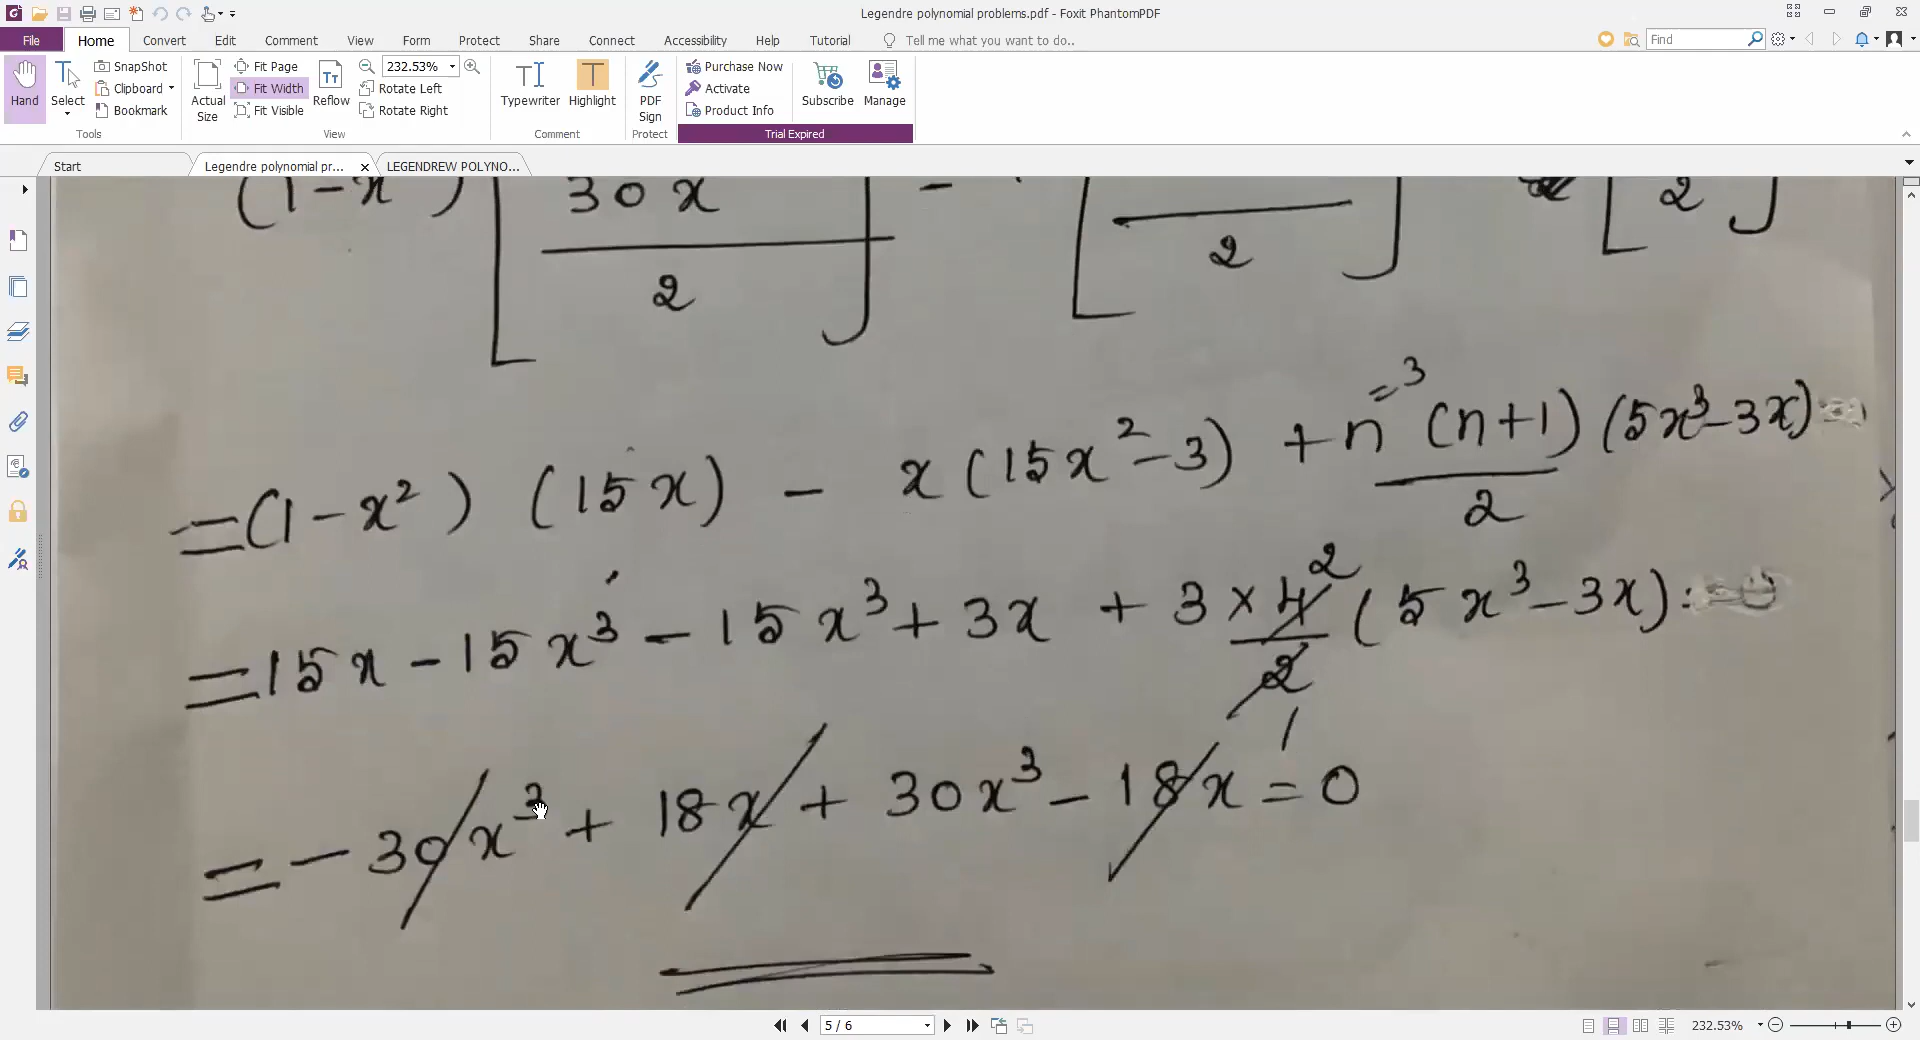 Legendre polynomial problems.pdf - Foxit PhantomPDF
File Home Convert Edit Comment View Form Protect Share Connect Accessibility Help Tutorial Tell me what you want to do.. Find
Hand Select SnapShot Clipboard Bookmark Actual Size Fit Page Fit Width Fit Visible Reflow 232.53% Rotate Left Rotate Right Typewriter Highlight PDF Sign Purchase Now Activate Product Info Subscribe Manage
Tools View Comment Protect Trial Expired
Start Legendre polynomial pr... LEGENDREW POLYNO...
(1-x ) [30x / 2] - [ / 2] [ 2]
=(1-x²) (15x) - x(15x²-3) + n⁼³(n+1)/2 (5x³-3x)
=15x-15x³-15x³+3x + 3×4/2 (5x³-3x)
=-30x³+18x+30x³-18x=0
5 / 6 232.53%